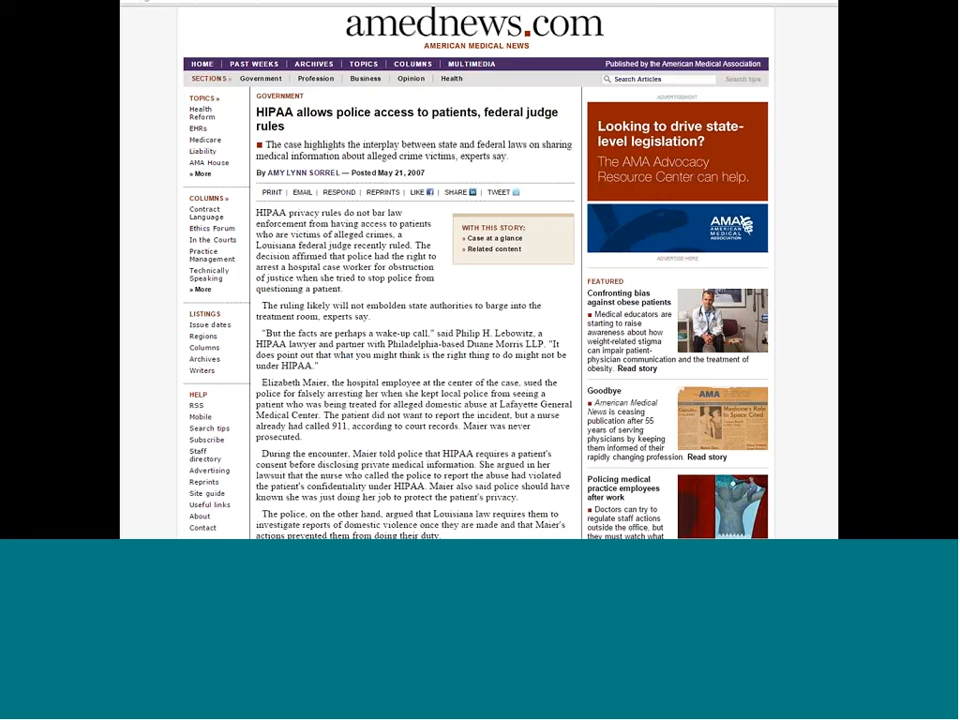 amednews.com
AMERICAN MEDICAL NEWS
HOME | PAST WEEKS | ARCHIVES | TOPICS | COLUMNS | MULTIMEDIA
Published by the American Medical Association
SECTIONS » Government | Profession | Business | Opinion | Health
Search Articles Search tips
TOPICS »
Health
Reform
EHRs
Medicare
Liability
AMA House
» More
COLUMNS »
Contract
Language
Ethics Forum
In the Courts
Practice
Management
Technically
Speaking
» More
LISTINGS
Issue dates
Regions
Columns
Archives
Writers
HELP
RSS
Mobile
Search tips
Subscribe
Staff
directory
Advertising
Reprints
Site guide
Useful links
About
Contact
GOVERNMENT
HIPAA allows police access to patients, federal judge
rules
■ The case highlights the interplay between state and federal laws on sharing
medical information about alleged crime victims, experts say.
By AMY LYNN SORREL — Posted May 21, 2007
PRINT | EMAIL | RESPOND | REPRINTS | LIKE | SHARE | TWEET
HIPAA privacy rules do not bar law
enforcement from having access to patients
who are victims of alleged crimes, a
Louisiana federal judge recently ruled. The
decision affirmed that police had the right to
arrest a hospital case worker for obstruction
of justice when she tried to stop police from
questioning a patient.
WITH THIS STORY:
» Case at a glance
» Related content
The ruling likely will not embolden state authorities to barge into the
treatment room, experts say.
"But the facts are perhaps a wake-up call," said Philip H. Lebowitz, a
HIPAA lawyer and partner with Philadelphia-based Duane Morris LLP. "It
does point out that what you might think is the right thing to do might not be
under HIPAA."
Elizabeth Maier, the hospital employee at the center of the case, sued the
police for falsely arresting her when she kept local police from seeing a
patient who was being treated for alleged domestic abuse at Lafayette General
Medical Center. The patient did not want to report the incident, but a nurse
already had called 911, according to court records. Maier was never
prosecuted.
During the encounter, Maier told police that HIPAA requires a patient's
consent before disclosing private medical information. She argued in her
lawsuit that the nurse who called the police to report the abuse had violated
the patient's confidentiality under HIPAA. Maier also said police should have
known she was just doing her job to protect the patient's privacy.
The police, on the other hand, argued that Louisiana law requires them to
investigate reports of domestic violence once they are made and that Maier's
actions prevented them from doing their duty.
ADVERTISEMENT
Looking to drive state-
level legislation?
The AMA Advocacy
Resource Center can help.
AMA
AMERICAN
MEDICAL
ASSOCIATION
ADVERTISE HERE
FEATURED
Confronting bias
against obese patients
■ Medical educators are
starting to raise
awareness about how
weight-related stigma
can impair patient-
physician communication and the treatment of
obesity. Read story
Goodbye
■ American Medical
News is ceasing
publication after 55
years of serving
physicians by keeping
them informed of their
rapidly changing profession. Read story
AMA
Medicine's Role
in Space Cited
Policing medical
practice employees
after work
■ Doctors can try to
regulate staff actions
outside the office, but
they must watch what